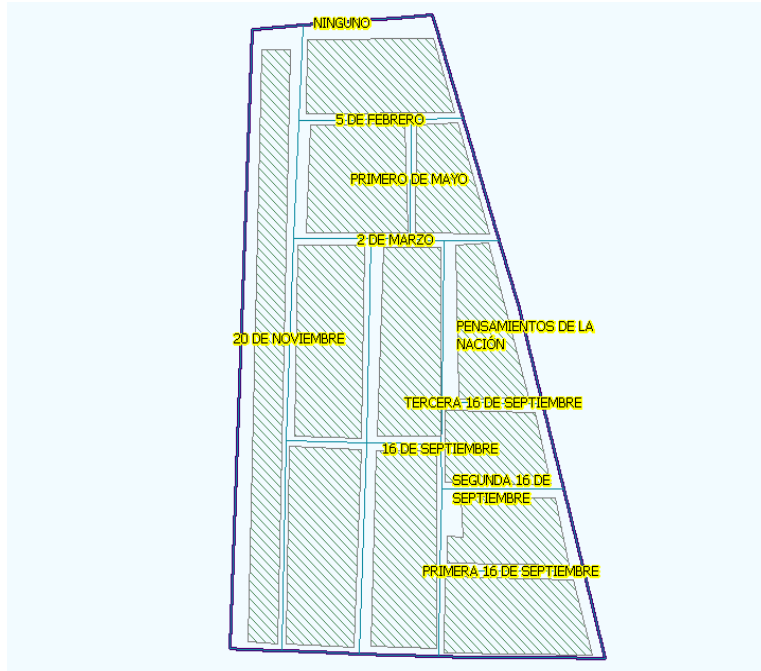 NINGUNO
5 DE FEBRERO
PRIMERO DE MAYO
2 DE MARZO
PENSAMIENTOS DE LA
NACIÓN
20 DE NOVIEMBRE
TERCERA 16 DE SEPTIEMBRE
16 DE SEPTIEMBRE
SEGUNDA 16 DE
SEPTIEMBRE
PRIMERA 16 DE SEPTIEMBRE